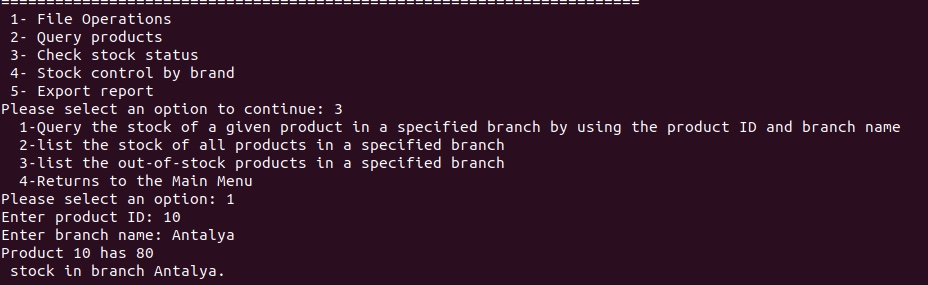 ========================================================================
1- File Operations
2- Query products
3- Check stock status
4- Stock control by brand
5- Export report
Please select an option to continue: 3
1-Query the stock of a given product in a specified branch by using the product ID and branch name
2-list the stock of all products in a specified branch
3-list the out-of-stock products in a specified branch
4-Returns to the Main Menu
Please select an option: 1
Enter product ID: 10
Enter branch name: Antalya
Product 10 has 80
stock in branch Antalya.